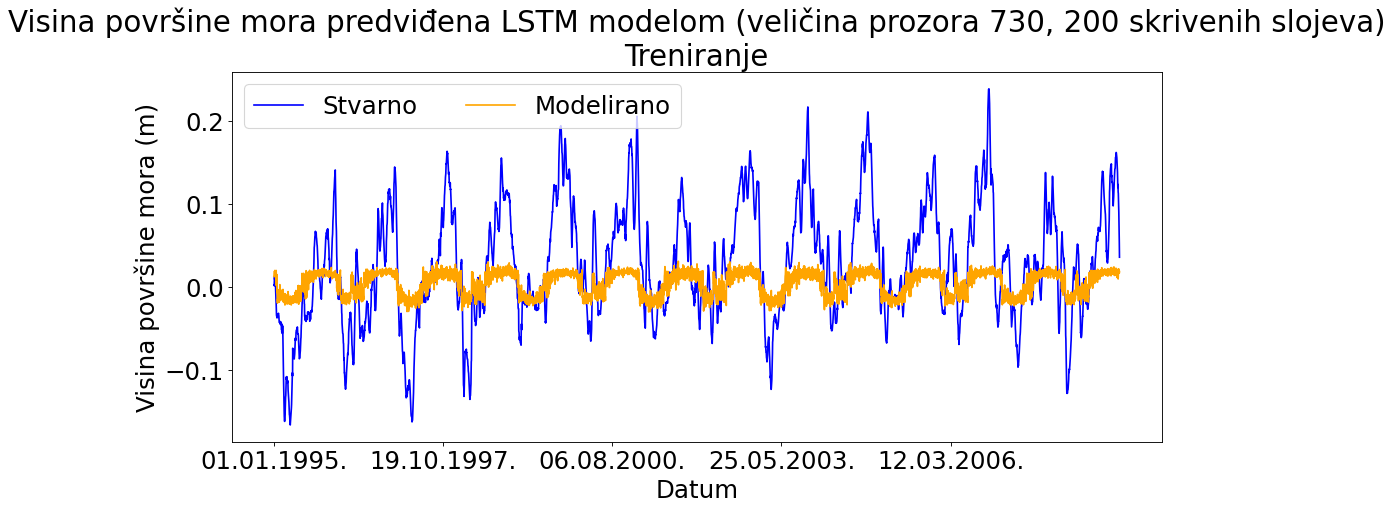 Visina površine mora predviđena LSTM modelom (veličina prozora 730, 200 skrivenih slojeva)
Treniranje
Stvarno
Modelirano
Visina površine mora (m)
0.2
0.1
0.0
−0.1
01.01.1995.
19.10.1997.
06.08.2000.
25.05.2003.
12.03.2006.
Datum